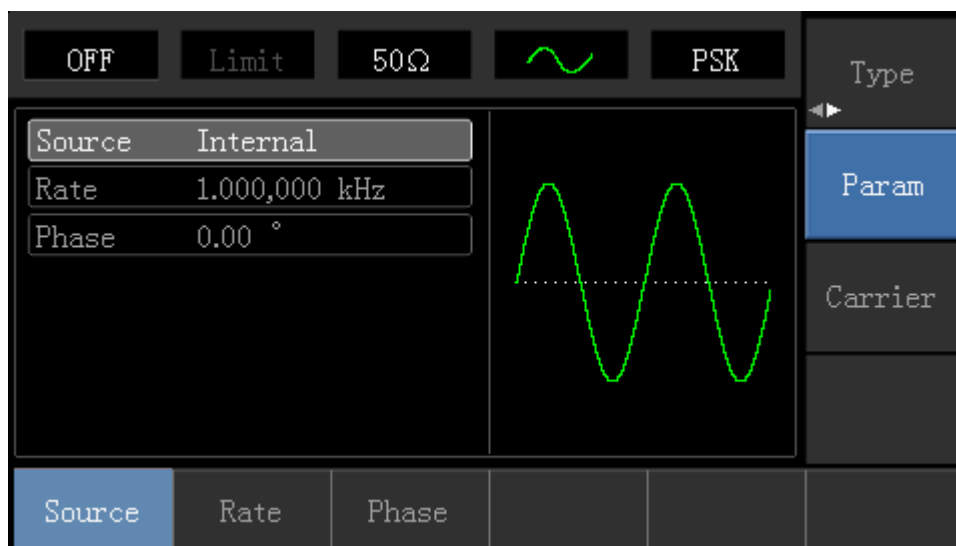 OFF Limit 50Ω PSK
Type
Source Internal
Rate 1.000,000 kHz
Phase 0.00 °
Param
Carrier
Source Rate Phase